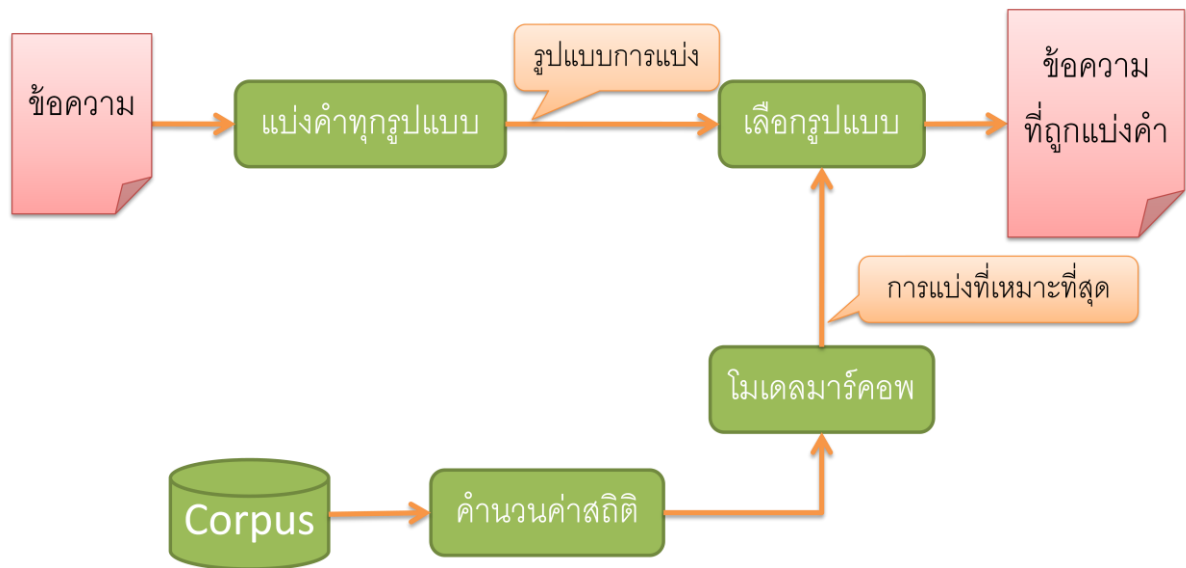 ข้อความ
แบ่งคำทุกรูปแบบ
รูปแบบการแบ่ง
เลือกรูปแบบ
ข้อความ
ที่ถูกแบ่งคำ
การแบ่งที่เหมาะที่สุด
โมเดลมาร์คอพ
Corpus
คำนวนค่าสถิติ